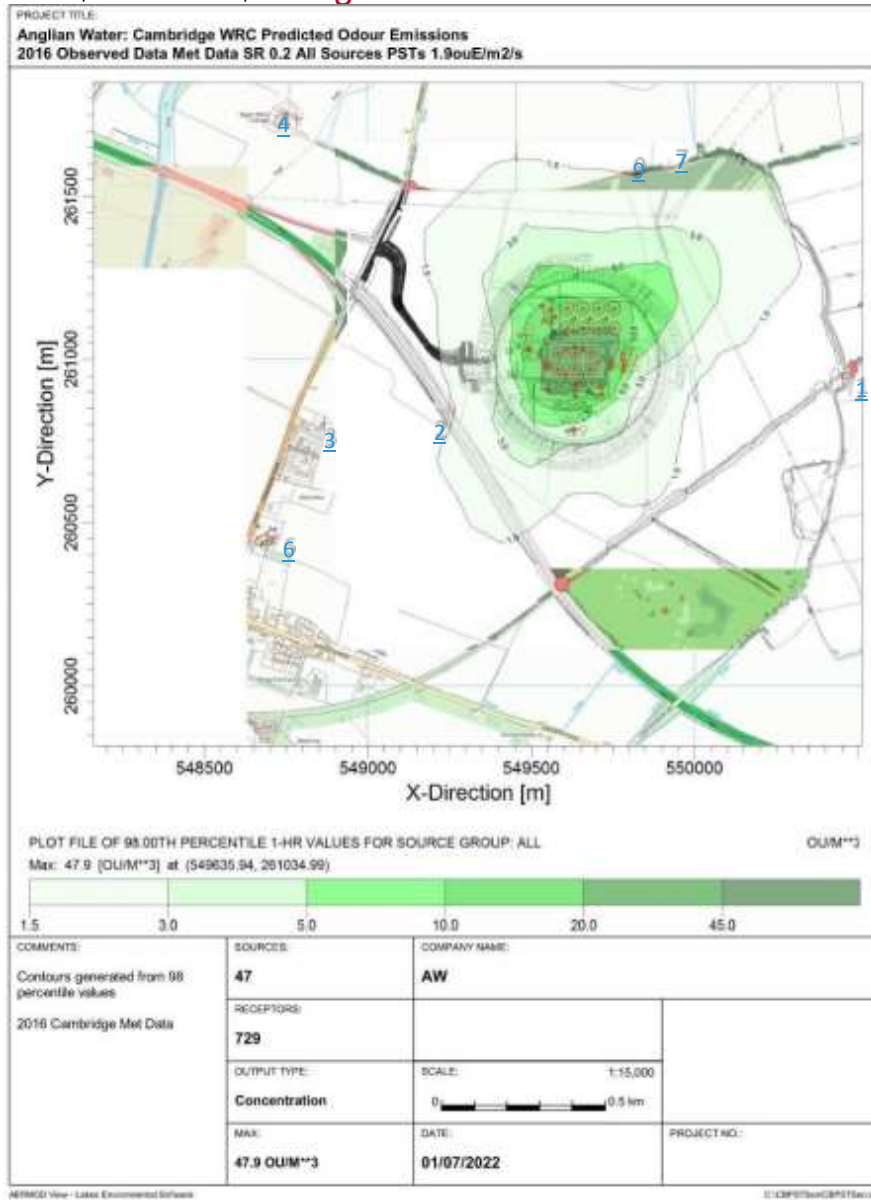 PROJECT TITLE:
Anglian Water: Cambridge WRC Predicted Odour Emissions
2016 Observed Data Met Data SR 0.2 All Sources PSTs 1.9ouE/m2/s
4
9
7
1
2
3
6
1.5
3.0
1.5
Y-Direction [m]
261500
261000
260500
260000
548500
549000
549500
550000
X-Direction [m]
PLOT FILE OF 98.00TH PERCENTILE 1-HR VALUES FOR SOURCE GROUP: ALL
OU/M**3
Max: 47.9 [OU/M**3] at (549635.94, 261034.99)
1.5
3.0
5.0
10.0
20.0
45.0
COMMENTS:
Contours generated from 98
percentile values
2016 Cambridge Met Data
SOURCES:
47
COMPANY NAME:
AW
RECEPTORS:
729
OUTPUT TYPE:
Concentration
SCALE:
1:15,000
0
0.5 km
MAX:
47.9 OU/M**3
DATE:
01/07/2022
PROJECT NO.:
AERMOD View - Lakes Environmental Software